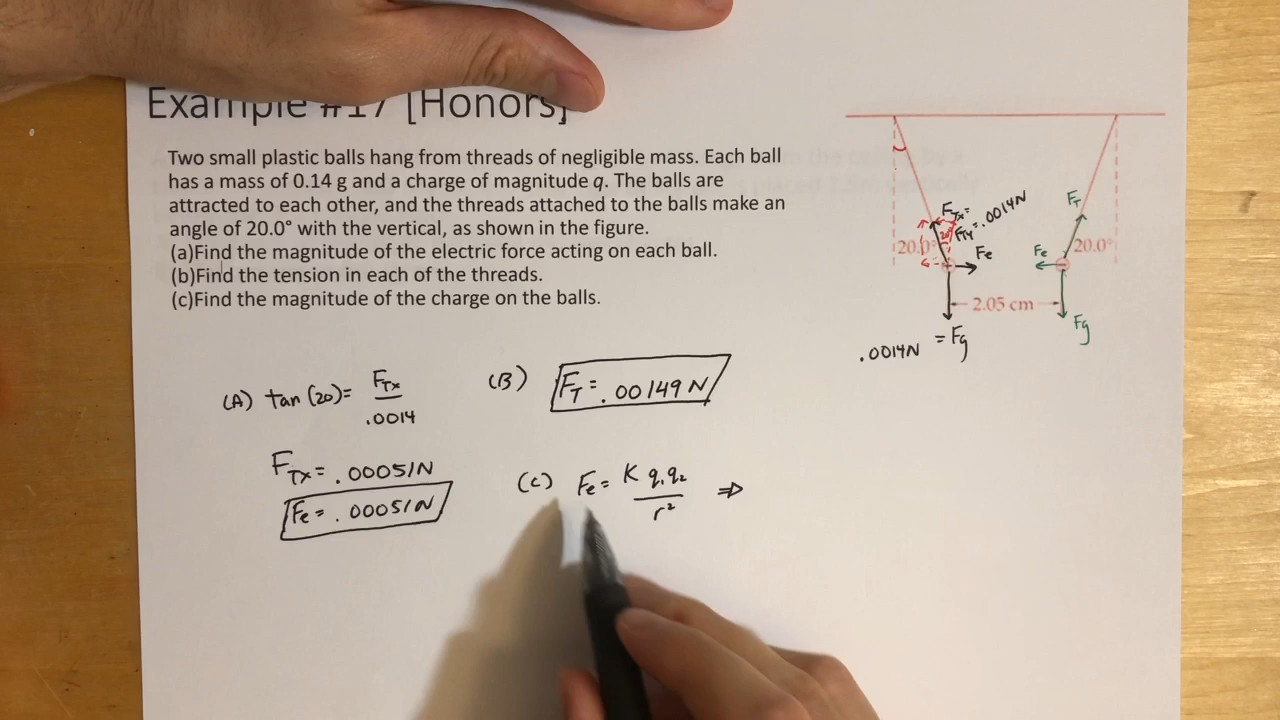 Example #17 [Honors]
Two small plastic balls hang from threads of negligible mass. Each ball
has a mass of 0.14 g and a charge of magnitude q. The balls are
attracted to each other, and the threads attached to the balls make an
angle of 20.0° with the vertical, as shown in the figure.
(a)Find the magnitude of the electric force acting on each ball.
(b)Find the tension in each of the threads.
(c)Find the magnitude of the charge on the balls.
FTx=
FTy=.0014N
20°
20.0°
Fe
FT
Fe
20.0°
2.05 cm
.0014N = Fg
Fg
(A) tan(20)= FTx
.0014
FTx= .00051N
Fe= .00051N
(B) FT= .00149N
(c) Fe= K q1q2 ⇒
r²